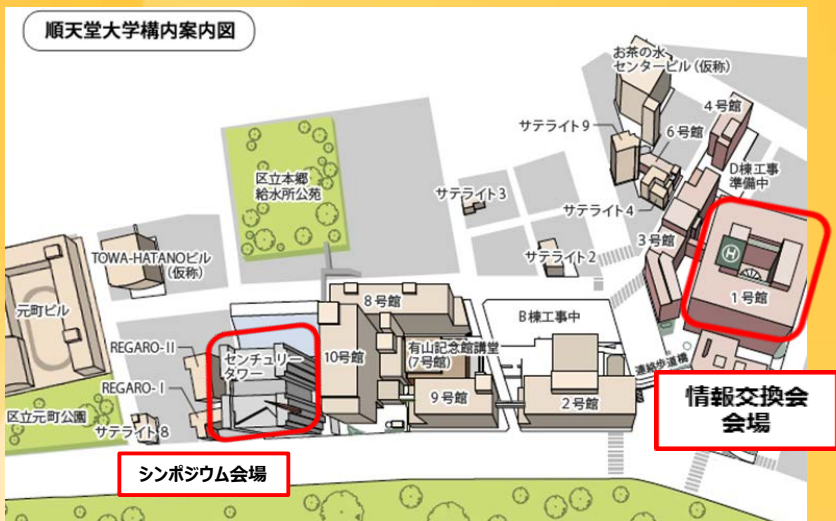 順天堂大学構内案内図
お茶の水
センタービル(仮称)
4号館
サテライト9
6号館
D棟工事
準備中
区立本郷
給水所公苑
サテライト3
サテライト4
3号館
H
1号館
TOWA-HATANOビル
(仮称)
サテライト2
元町ビル
8号館
B棟工事中
REGARO-II
センチュリー
タワー
10号館
有山記念館講堂
(7号館)
連絡歩道橋
REGARO-I
9号館
2号館
区立元町公園
サテライト8
情報交換会
会場
シンポジウム会場